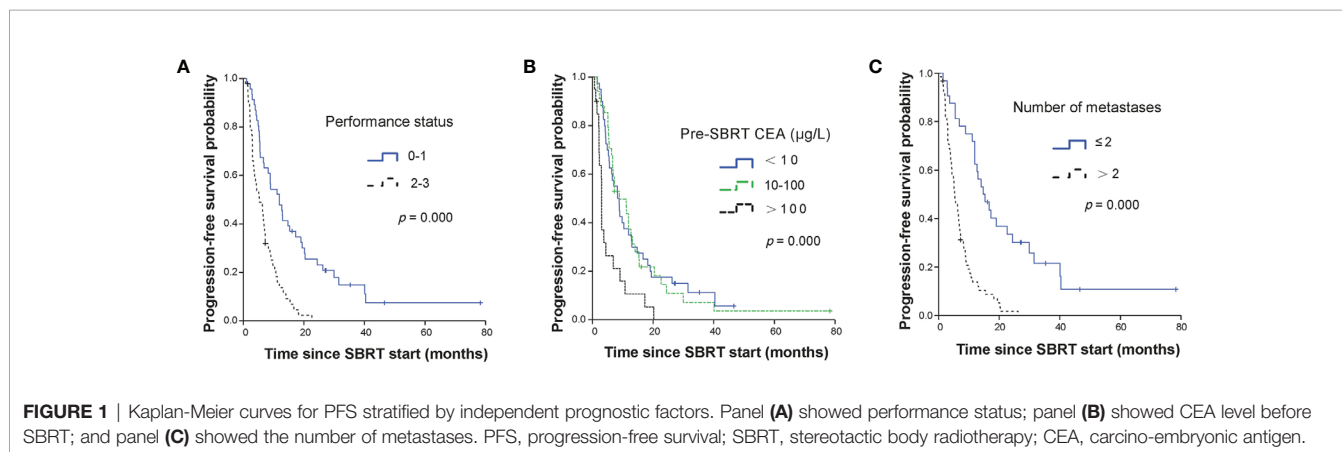 A
Progression-free survival probability
1.0
0.8
0.6
0.4
0.2
0.0
0 20 40 60 80
Time since SBRT start (months)
Performance status
0-1
2-3
p = 0.000
B
Progression-free survival probability
1.0
0.8
0.6
0.4
0.2
0.0
0 20 40 60 80
Time since SBRT start (months)
Pre-SBRT CEA (µg/L)
<10
10-100
>100
p = 0.000
C
Progression-free survival probability
1.0
0.8
0.6
0.4
0.2
0.0
0 20 40 60 80
Time since SBRT start (months)
Number of metastases
≤2
>2
p = 0.000
FIGURE 1 | Kaplan-Meier curves for PFS stratified by independent prognostic factors. Panel (A) showed performance status; panel (B) showed CEA level before
SBRT; and panel (C) showed the number of metastases. PFS, progression-free survival; SBRT, stereotactic body radiotherapy; CEA, carcino-embryonic antigen.